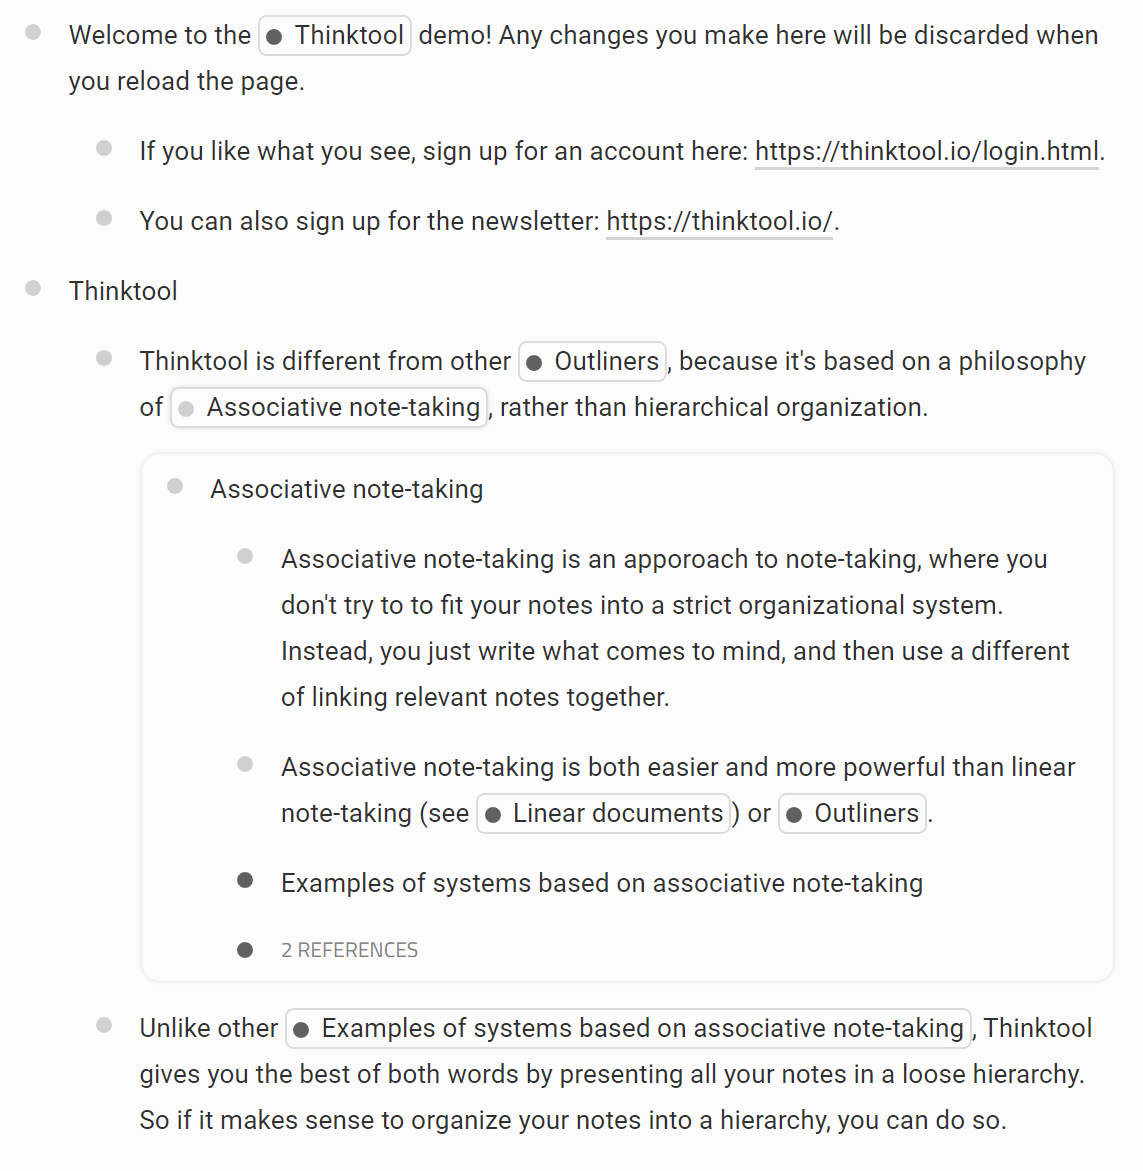 Welcome to the Thinktool demo! Any changes you make here will be discarded when
you reload the page.
If you like what you see, sign up for an account here: https://thinktool.io/login.html.
You can also sign up for the newsletter: https://thinktool.io/.
Thinktool
Thinktool is different from other Outliners, because it's based on a philosophy
of Associative note-taking, rather than hierarchical organization.
Associative note-taking
Associative note-taking is an apporoach to note-taking, where you
don't try to to fit your notes into a strict organizational system.
Instead, you just write what comes to mind, and then use a different
of linking relevant notes together.
Associative note-taking is both easier and more powerful than linear
note-taking (see Linear documents) or Outliners.
Examples of systems based on associative note-taking
2 REFERENCES
Unlike other Examples of systems based on associative note-taking, Thinktool
gives you the best of both words by presenting all your notes in a loose hierarchy.
So if it makes sense to organize your notes into a hierarchy, you can do so.